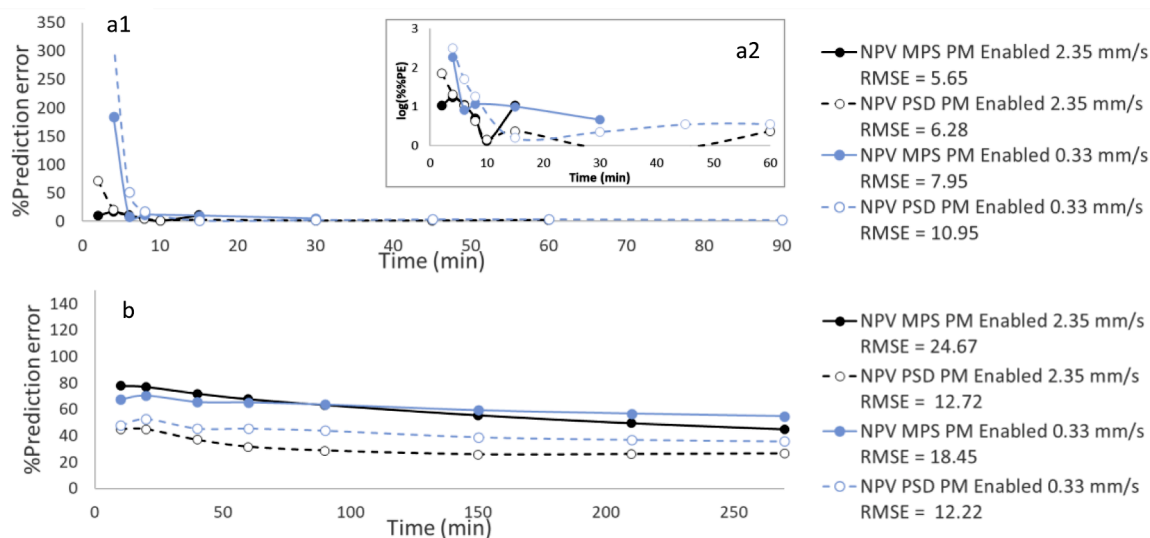 a1
%Prediction error
350
300
250
200
150
100
50
0
0 10 20 30 40 50 60 70 80 90
Time (min)
a2
log(%%PE)
3
2
1
0
0 10 20 30 40 50 60
Time (min)
NPV MPS PM Enabled 2.35 mm/s
RMSE = 5.65
NPV PSD PM Enabled 2.35 mm/s
RMSE = 6.28
NPV MPS PM Enabled 0.33 mm/s
RMSE = 7.95
NPV PSD PM Enabled 0.33 mm/s
RMSE = 10.95
b
%Prediction error
140
120
100
80
60
40
20
0
0 50 100 150 200 250
Time (min)
NPV MPS PM Enabled 2.35 mm/s
RMSE = 24.67
NPV PSD PM Enabled 2.35 mm/s
RMSE = 12.72
NPV MPS PM Enabled 0.33 mm/s
RMSE = 18.45
NPV PSD PM Enabled 0.33 mm/s
RMSE = 12.22